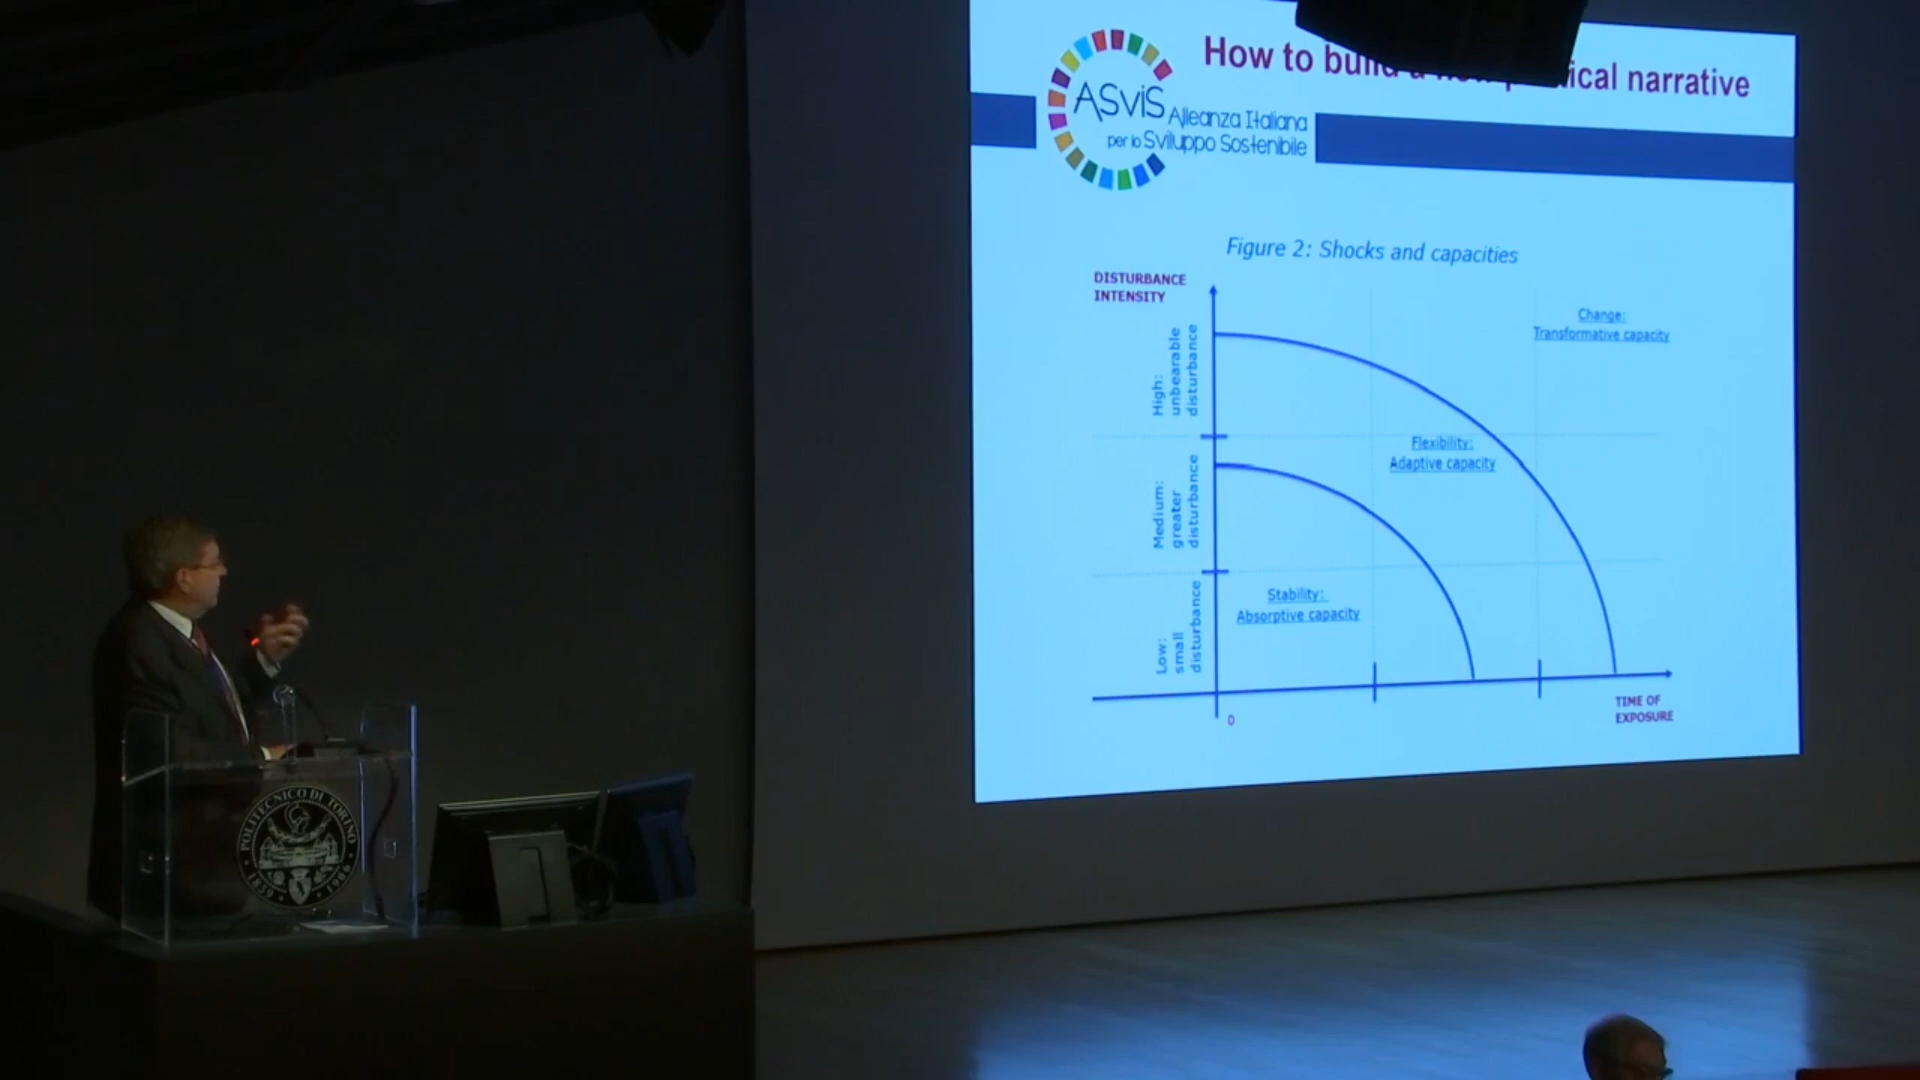 How to build a new political narrative
ASviS Alleanza Italiana
per lo Sviluppo Sostenibile
Figure 2: Shocks and capacities
DISTURBANCE
INTENSITY
High:
unbearable
disturbance
Medium:
greater
disturbance
Low:
small
disturbance
Change:
Transformative capacity
Flexibility:
Adaptive capacity
Stability:
Absorptive capacity
0
TIME OF
EXPOSURE
POLITECNICO DI TORINO
1859 1906